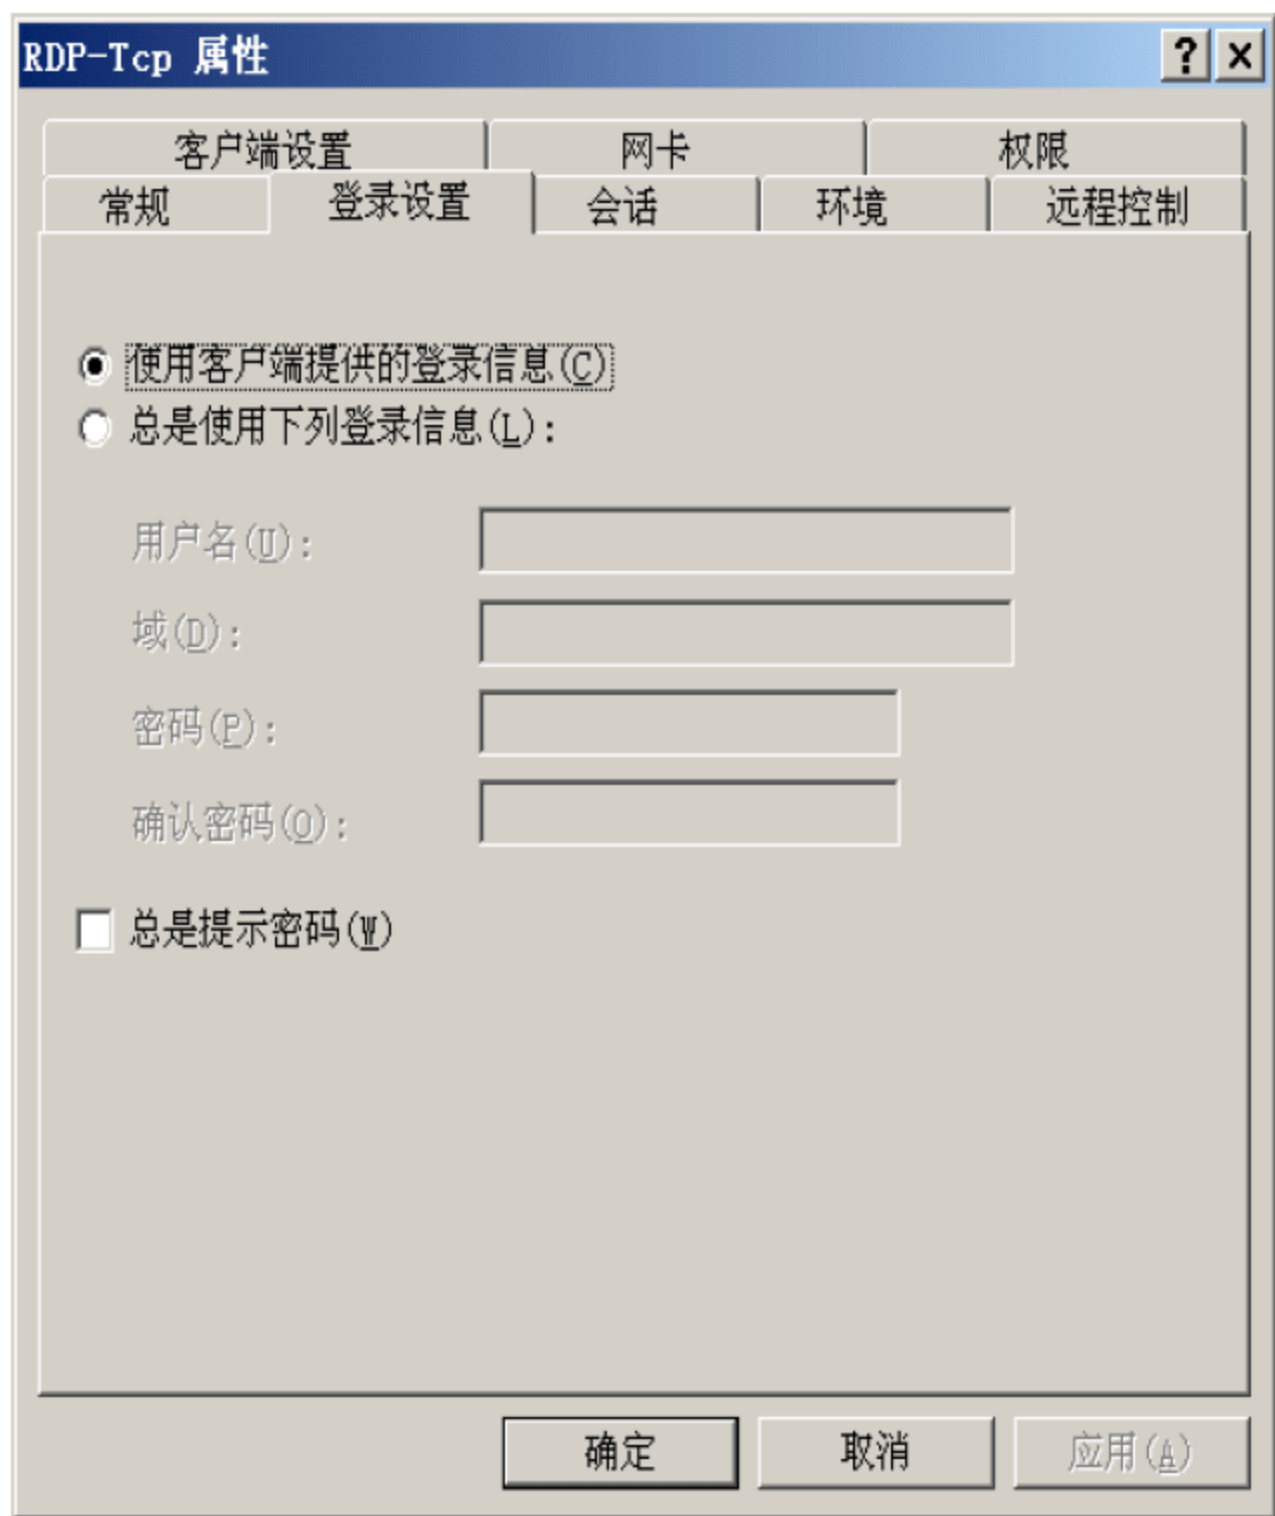 RDP-Tcp 属性
客户端设置 网卡 权限
常规 登录设置 会话 环境 远程控制
使用客户端提供的登录信息(C)
总是使用下列登录信息(L):
用户名(U):
域(D):
密码(P):
确认密码(O):
总是提示密码(W)
确定 取消 应用(A)